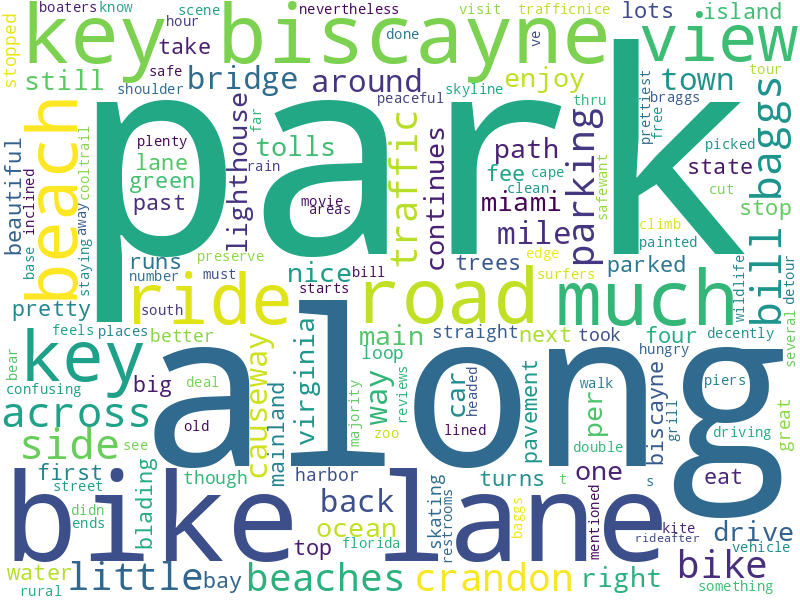 boaters know scene nevertheless visit trafficnice
key biscayne view
hour done lots island
stopped take ve
still safe bridge around enjoy town
shoulder skyline tour
peaceful thru prettiest free braggs
park
beach plenty lane green past
cooltrail lighthouse far tolls rain
movie areas
traffic continues path fee cape clean
miami mile parking safewant picked
state cut baggs
beautiful inclined base staying away
runs number preserve must
nice bill starts
trees edge surfers
climb painted parked stop
wildlife bill detour
pretty south ride road much
feels places better
key big deal
bear confusing
causeway mainland virginia
main loop straight took next four decently
hungry several
majority reviews way car headed
pavement per walk piers
biscayne grill
along
across old lined zoo double driving great
side see
first though harbor turns t one s eat
street blading
didn ends
bike lane
back skating restrooms baggs
mentioned kite rideafter
top ocean florida
drive vehicle
water rural little bay beaches crandon right bike something